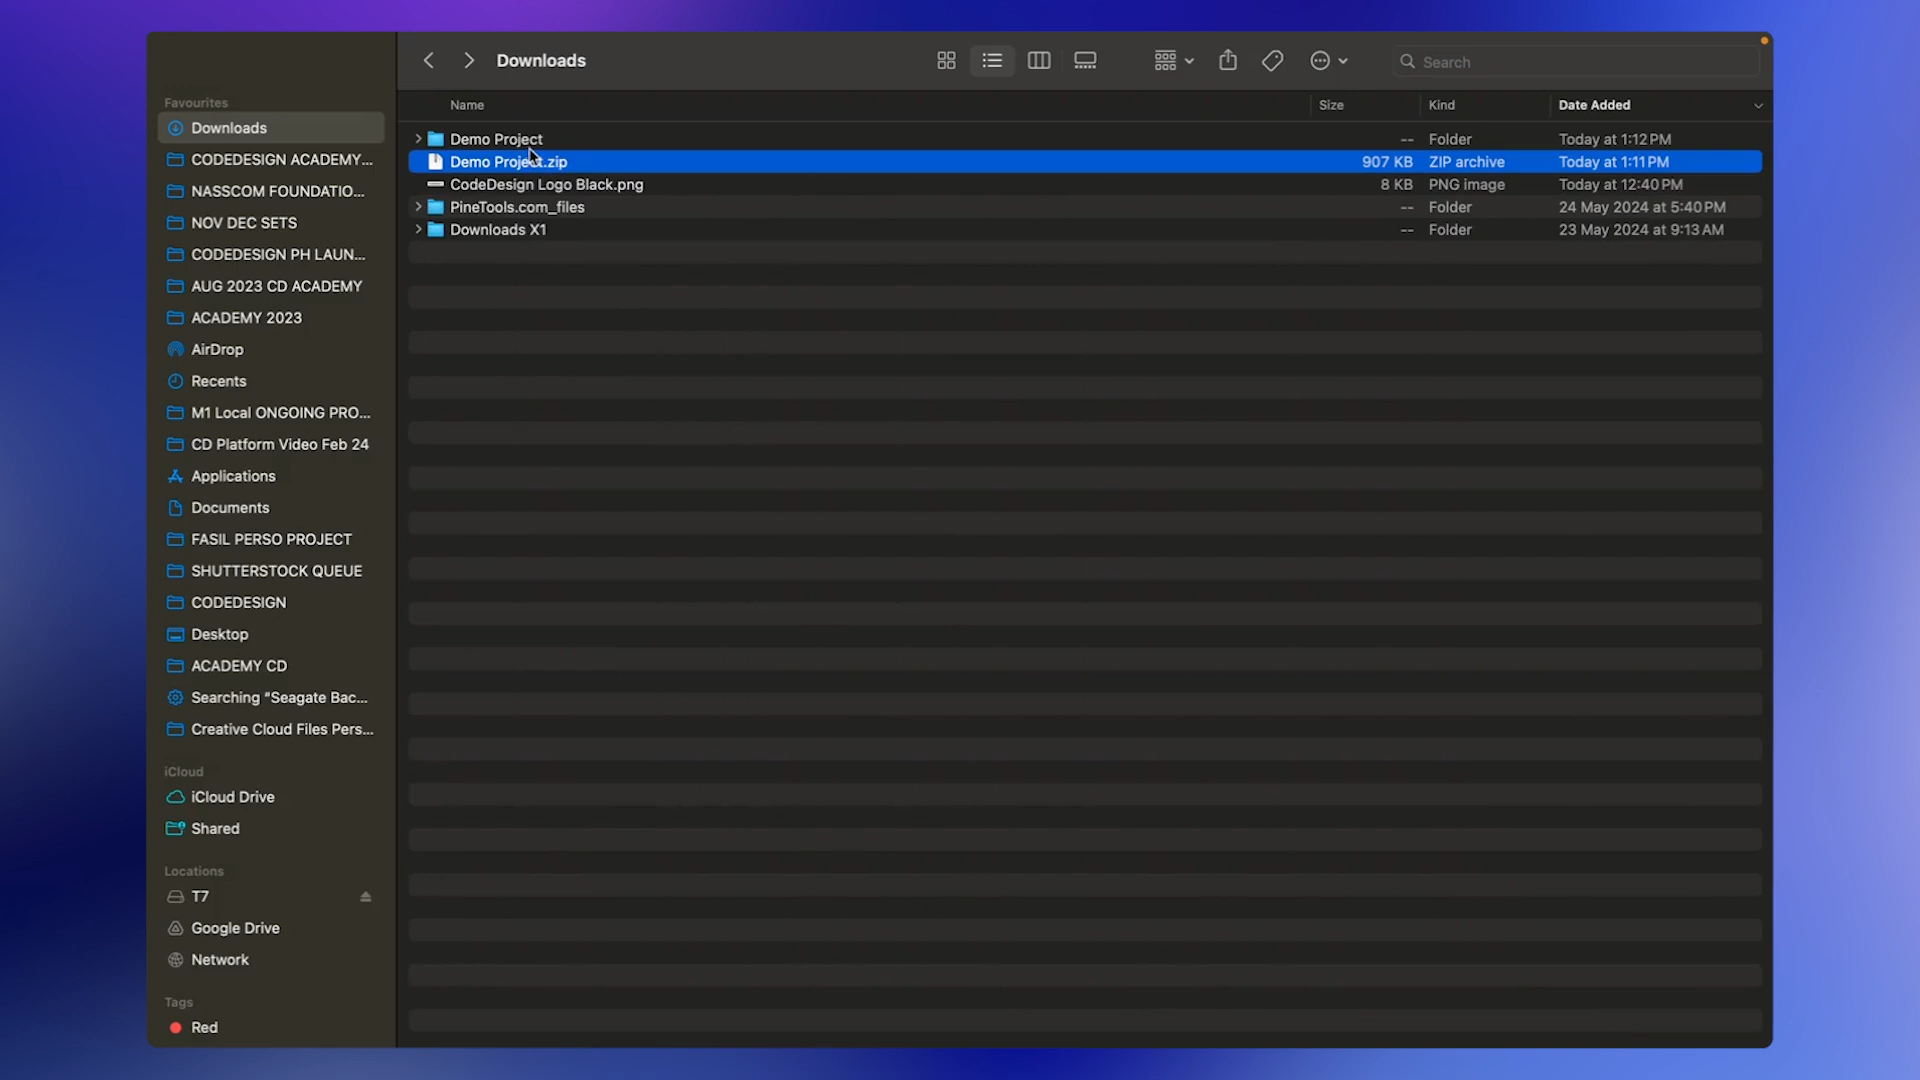 Downloads
Search
Favourites
Downloads
CODEDESIGN ACADEMY...
NASSCOM FOUNDATIO...
NOV DEC SETS
CODEDESIGN PH LAUN...
AUG 2023 CD ACADEMY
ACADEMY 2023
AirDrop
Recents
M1 Local ONGOING PRO...
CD Platform Video Feb 24
Applications
Documents
FASIL PERSO PROJECT
SHUTTERSTOCK QUEUE
CODEDESIGN
Desktop
ACADEMY CD
Searching “Seagate Bac...
Creative Cloud Files Pers...
iCloud
iCloud Drive
Shared
Locations
T7
Google Drive
Network
Tags
Red
Name Size Kind Date Added
Demo Project -- Folder Today at 1:12 PM
Demo Project.zip 907 KB ZIP archive Today at 1:11 PM
CodeDesign Logo Black.png 8 KB PNG image Today at 12:40 PM
PineTools.com_files -- Folder 24 May 2024 at 5:40 PM
Downloads X1 -- Folder 23 May 2024 at 9:13 AM